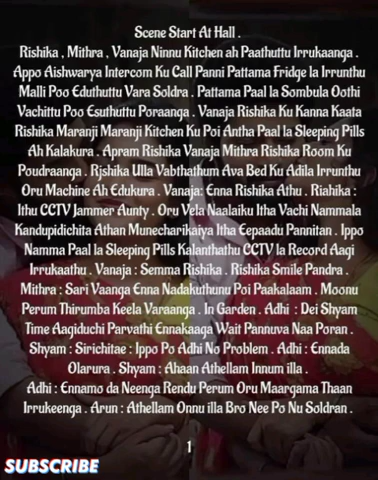 Scene Start At Hall .
Rishika , Mithra , Vanaja Ninnu Kitchen ah Paathuttu Irrukaanga .
Appo Aishwarya Intercom Ku Call Panni Pattama Fridge la Irrunthu
Malli Poo Eduthuttu Vara Soldra . Pattama Paal la Sombula Oothi
Vachittu Poo Esuthuttu Poraanga . Vanaja Rishika Ku Kanna Kaata
Rishika Maranji Maranji Kitchen Ku Poi Antha Paal la Sleeping Pills
Ah Kalakura . Apram Rishika Vanaja Mithra Rishika Room Ku
Poudraanga . Rjshika Ulla Vabthathum Ava Bed Ku Adila Irrunthu
Oru Machine Ah Edukura . Vanaja: Enna Rishika Athu . Riahika :
Ithu CCTV Jammer Aunty . Oru Vela Naalaiku Itha Vachi Nammala
Kandupidichita Athan Munecharikaiya Itha Eepaadu Pannitan . Ippo
Namma Paal la Sleeping Pills Kalanthathu CCTV la Record Aagi
Irrukaathu . Vanaja : Semma Rishika . Rishika Smile Pandra .
Mithra : Sari Vaanga Enna Nadakuthunu Poi Paakalaam . Moonu
Perum Thirumba Keela Varaanga . In Garden . Adhi : Dei Shyam
Time Aagiduchi Parvathi Ennakaaga Wait Pannuva Naa Poran .
Shyam : Sirichitae : Ippo Po Adhi No Problem . Adhi : Ennada
Olarura . Shyam : Ahaan Athellam Innum illa .
Adhi : Ennamo da Neenga Rendu Perum Oru Maargama Thaan
Irrukeenga . Arun : Athellam Onnu illa Bro Nee Po Nu Soldran .
1
SUBSCRIBE